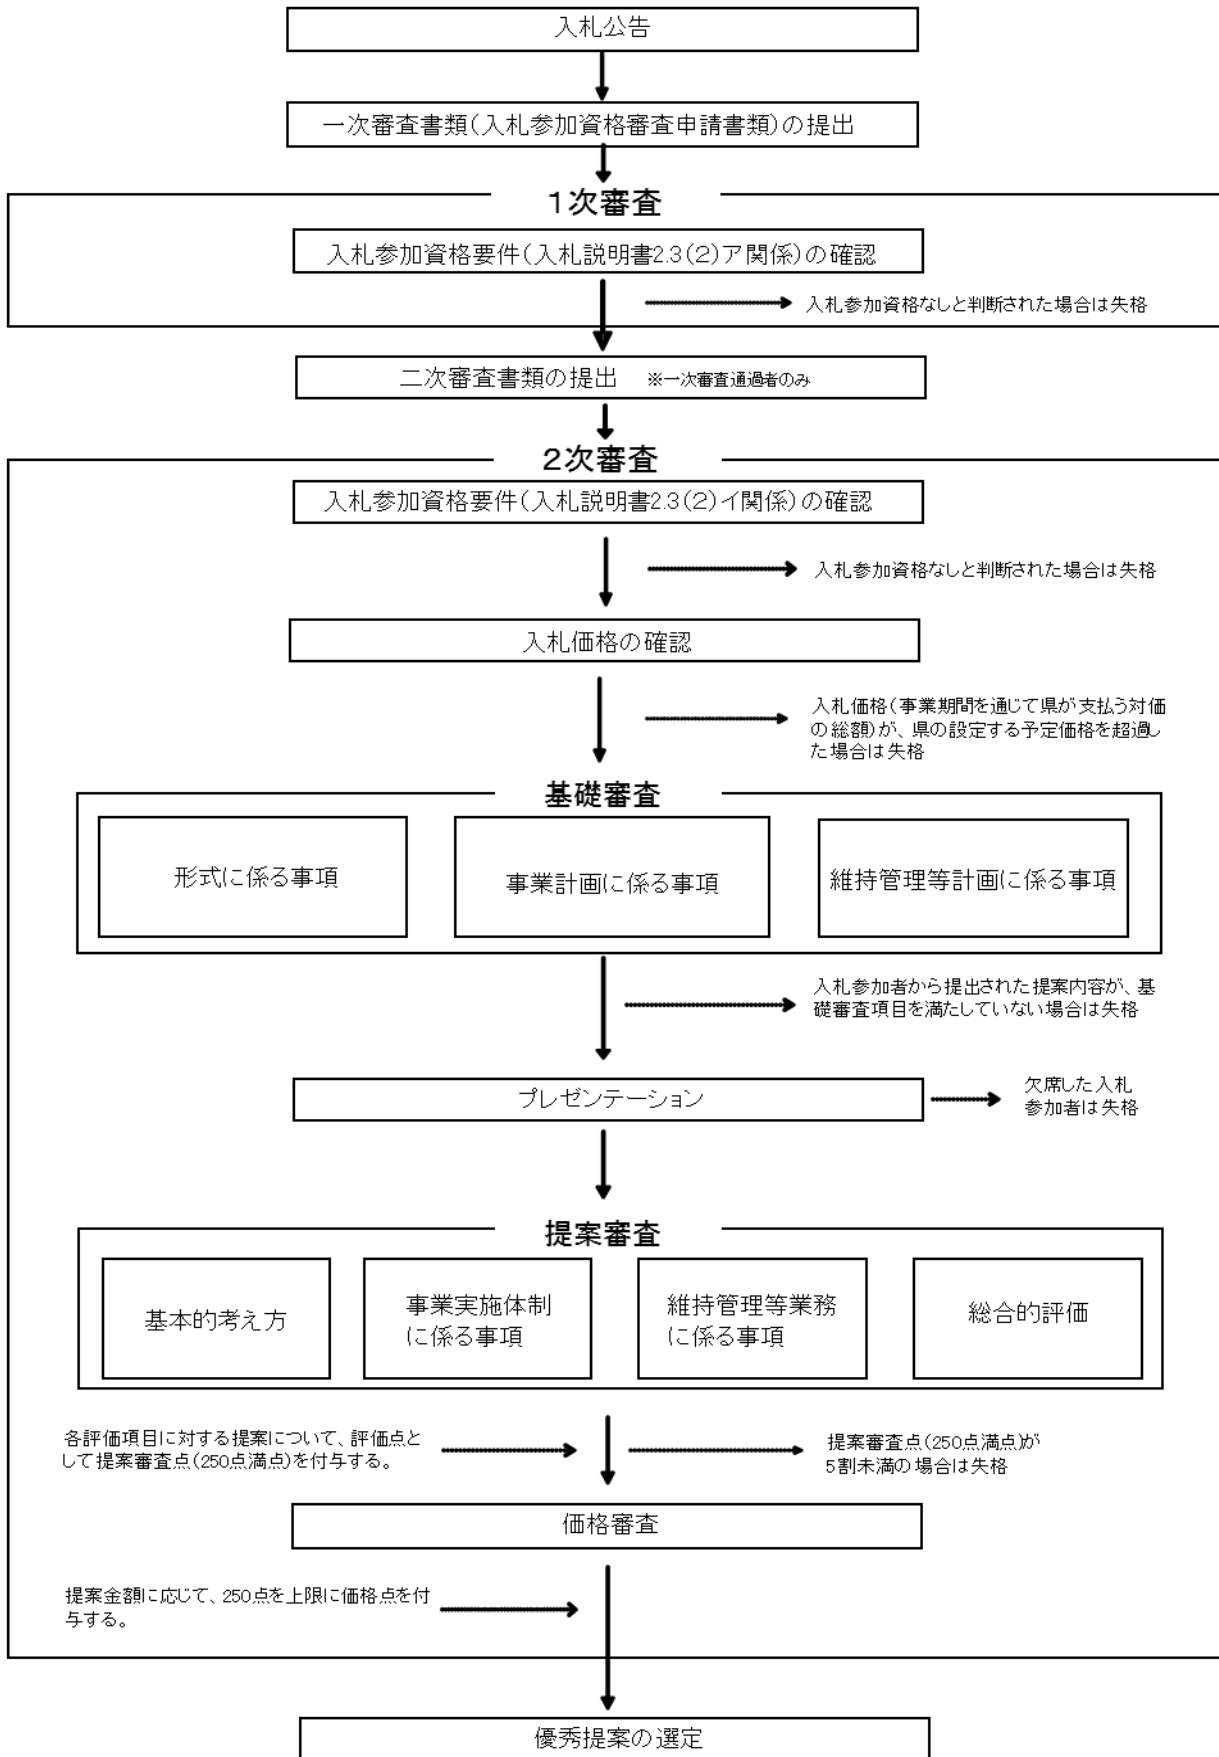 入札公告
一次審査書類(入札参加資格審査申請書類)の提出
1次審査
入札参加資格要件(入札説明書2.3(2)ア関係)の確認
入札参加資格なしと判断された場合は失格
二次審査書類の提出　※一次審査通過者のみ
2次審査
入札参加資格要件(入札説明書2.3(2)イ関係)の確認
入札参加資格なしと判断された場合は失格
入札価格の確認
入札価格(事業期間を通じて県が支払う対価
の総額)が、県の設定する予定価格を超過し
た場合は失格
基礎審査
形式に係る事項
事業計画に係る事項
維持管理等計画に係る事項
入札参加者から提出された提案内容が、基
礎審査項目を満たしていない場合は失格
プレゼンテーション
欠席した入札
参加者は失格
提案審査
基本的考え方
事業実施体制
に係る事項
維持管理等業務
に係る事項
総合的評価
各評価項目に対する提案について、評価点と
して提案審査点(250点満点)を付与する。
提案審査点(250点満点)が
5割未満の場合は失格
価格審査
提案金額に応じて、250点を上限に価格点を付
与する。
優秀提案の選定